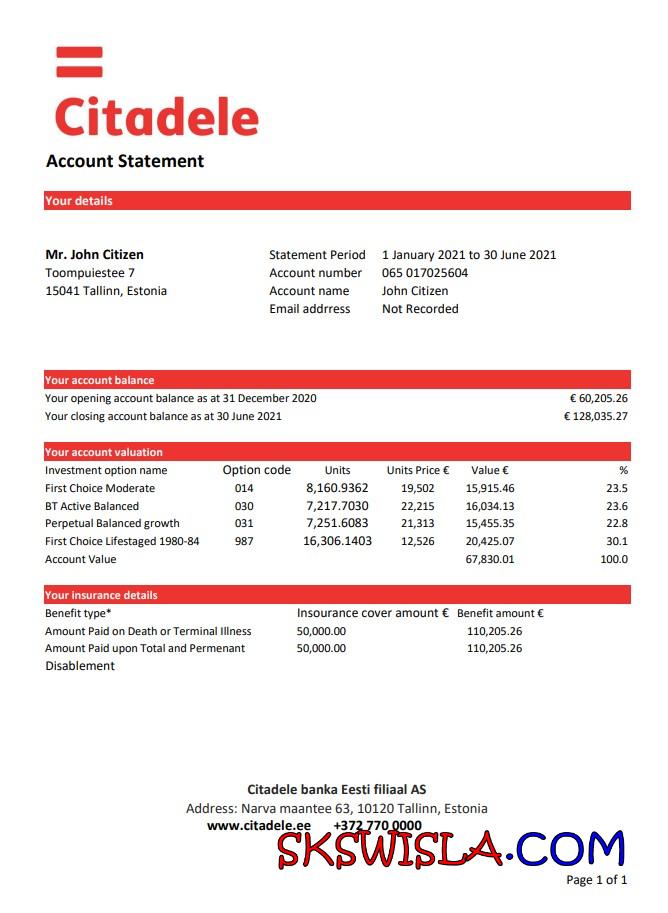 Citadele
Account Statement
Your details
Mr. John Citizen Statement Period 1 January 2021 to 30 June 2021
Toompuiestee 7 Account number 065 017025604
15041 Tallinn, Estonia Account name John Citizen
Email addrress Not Recorded
Your account balance
Your opening account balance as at 31 December 2020 € 60,205.26
Your closing account balance as at 30 June 2021 € 128,035.27
Your account valuation
Investment option name Option code Units Units Price € Value € %
First Choice Moderate 014 8,160.9362 19,502 15,915.46 23.5
BT Active Balanced 030 7,217.7030 22,215 16,034.13 23.6
Perpetual Balanced growth 031 7,251.6083 21,313 15,455.35 22.8
First Choice Lifestaged 1980-84 987 16,306.1403 12,526 20,425.07 30.1
Account Value 67,830.01 100.0
Your insurance details
Benefit type* Insourance cover amount € Benefit amount €
Amount Paid on Death or Terminal Illness 50,000.00 110,205.26
Amount Paid upon Total and Permenant 50,000.00 110,205.26
Disablement
Citadele banka Eesti filiaal AS
Address: Narva maantee 63, 10120 Tallinn, Estonia
www.citadele.ee +372 770 0000
SKSWISLA.COM
Page 1 of 1